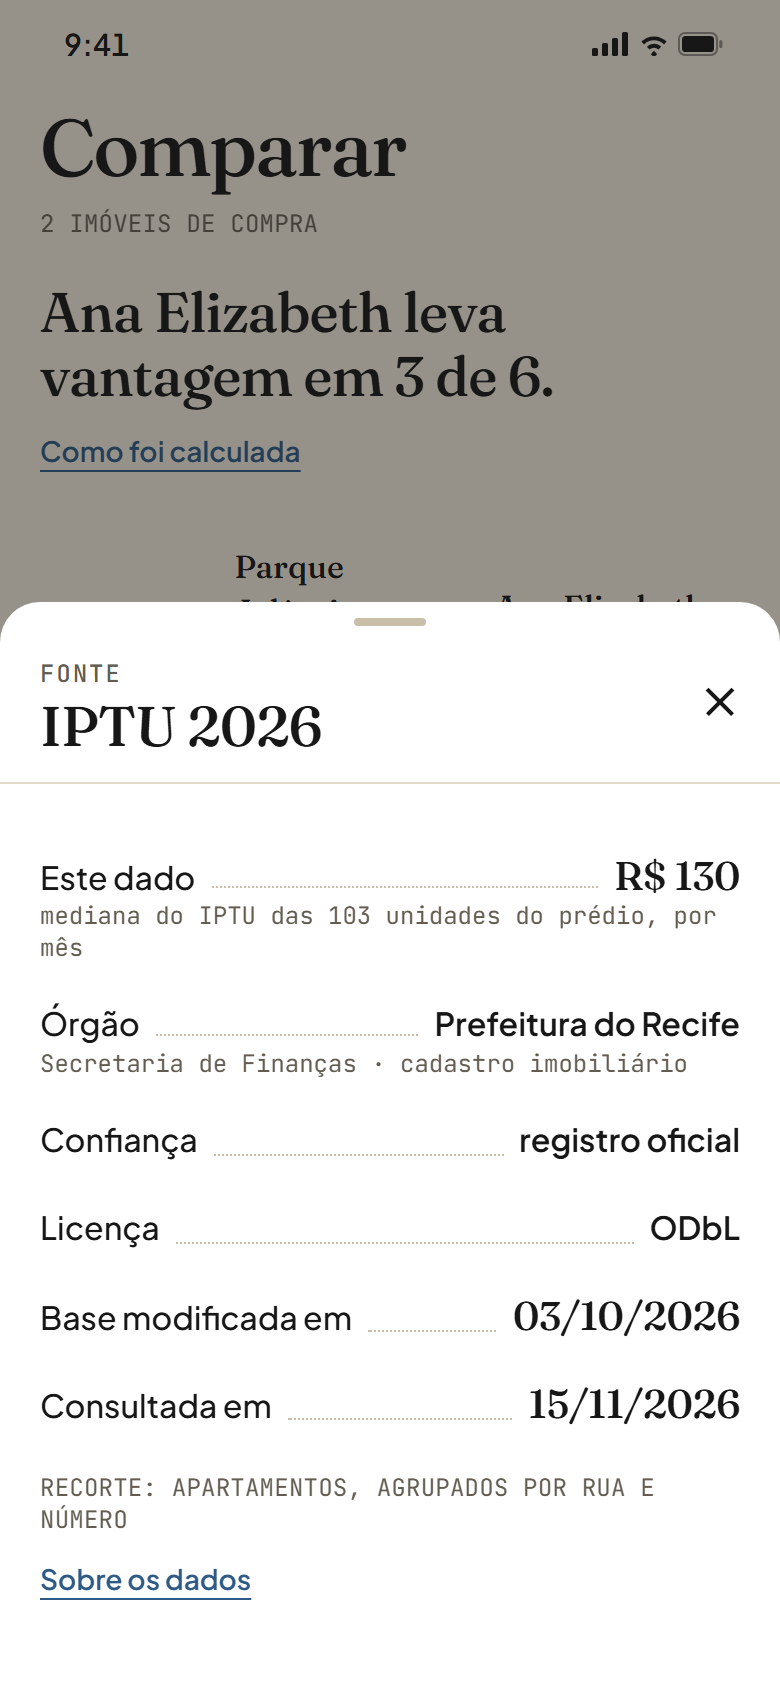 9:41
Comparar
2 IMÓVEIS DE COMPRA
Ana Elizabeth leva
vantagem em 3 de 6.
Como foi calculada
Parque
Ana Elizabeth
FONTE
IPTU 2026
Este dado R$ 130
mediana do IPTU das 103 unidades do prédio, por
mês
Órgão Prefeitura do Recife
Secretaria de Finanças · cadastro imobiliário
Confiança registro oficial
Licença ODbL
Base modificada em 03/10/2026
Consultada em 15/11/2026
RECORTE: APARTAMENTOS, AGRUPADOS POR RUA E
NÚMERO
Sobre os dados